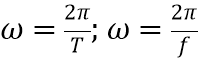 ω = 2π/T; ω = 2π/f